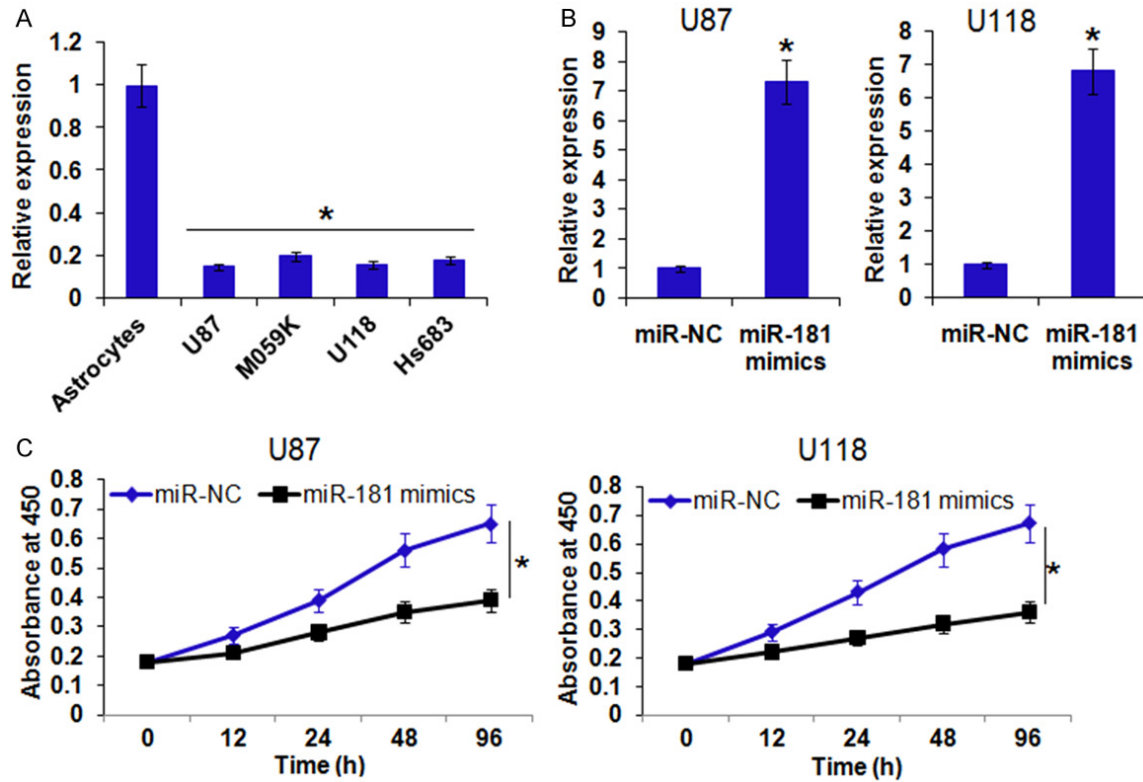 A
Relative expression
1.2
1
0.8
0.6
0.4
0.2
0
*
Astrocytes
U87
M059K
U118
Hs683
B
U87
Relative expression
9
8
7
6
5
4
3
2
1
0
*
miR-NC
miR-181
mimics
U118
Relative expression
8
7
6
5
4
3
2
1
0
*
miR-NC
miR-181
mimics
C
U87
Absorbance at 450
0.8
0.7
0.6
0.5
0.4
0.3
0.2
0.1
0
miR-NC miR-181 mimics
*
0 12 24 48 96
Time (h)
U118
Absorbance at 450
0.8
0.7
0.6
0.5
0.4
0.3
0.2
0.1
0
miR-NC miR-181 mimics
*
0 12 24 48 96
Time (h)